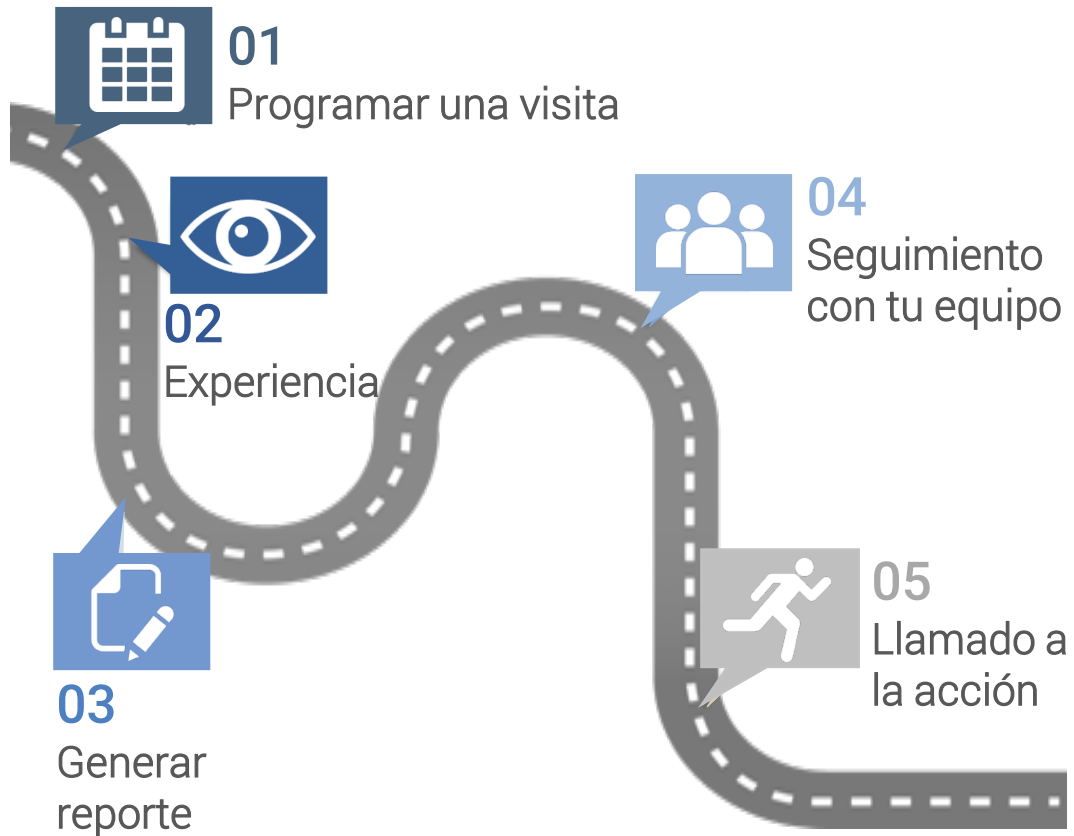 01
Programar una visita
02
Experiencia
03
Generar
reporte
04
Seguimiento
con tu equipo
05
Llamado a
la acción